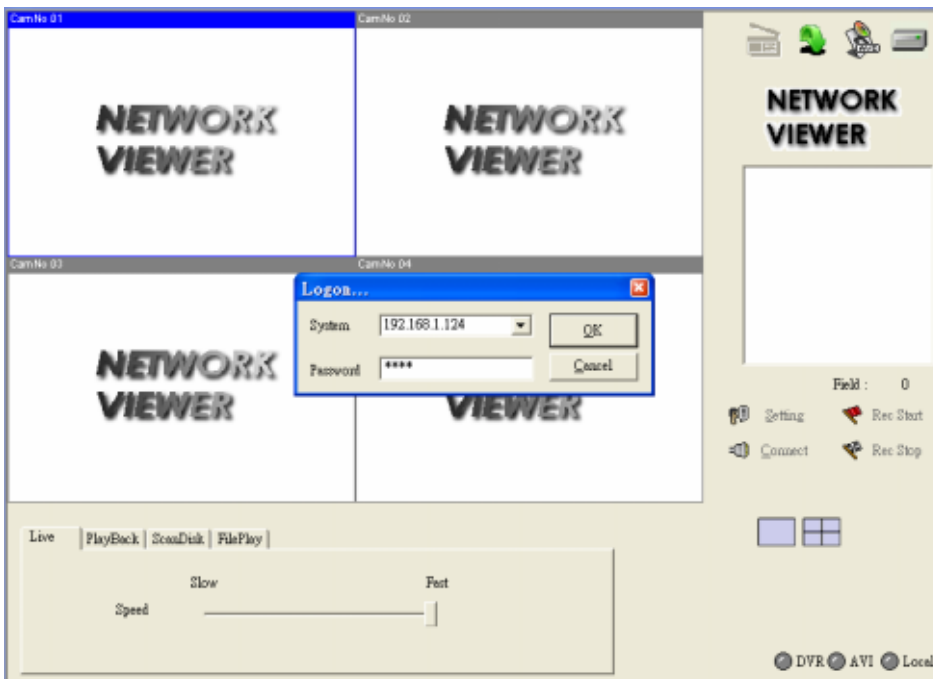 CamNo 01
CamNo 02
NETWORK
VIEWER
NETWORK
VIEWER
NETWORK
VIEWER
CamNo 03
CamNo 04
NETWORK
VIEWER
VIEWER
Logon...
System
192.168.1.124
OK
Password
****
Cancel
Field : 0
Setting
Rec Start
Connect
Rec Stop
Live
PlayBack
ScanDisk
FilePlay
Slow
Fast
Speed
DVR
AVI
Local